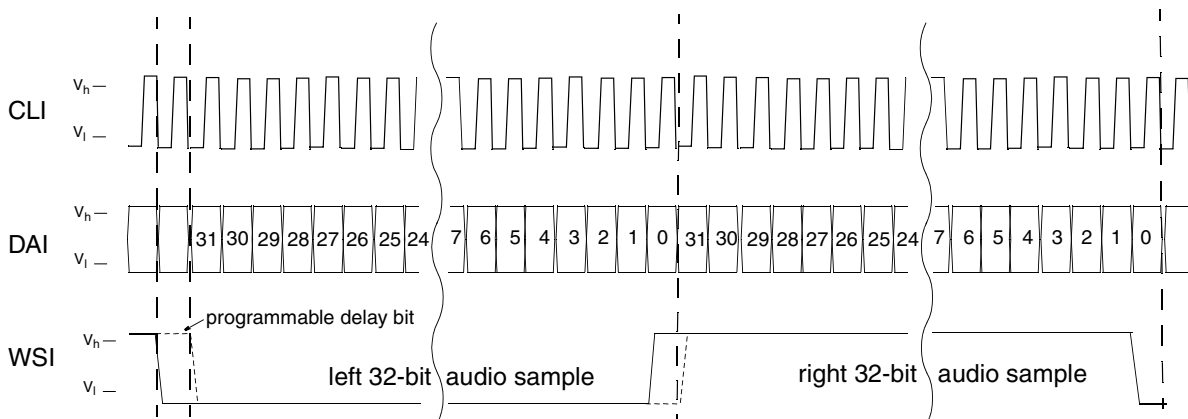 CLI
Vh
Vl
DAI
Vh
Vl
31 30 29 28 27 26 25 24 7 6 5 4 3 2 1 0 31 30 29 28 27 26 25 24 7 6 5 4 3 2 1 0
programmable delay bit
WSI
Vh
Vl
left 32-bit audio sample
right 32-bit audio sample